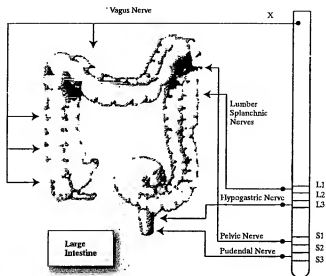 Vagus Nerve
X
Lumber
Splanchnic
Nerves
L1
L2
Hypogastric Nerve
L3
Pelvic Nerve
S1
S2
Pudendal Nerve
S3
Large
Intestine